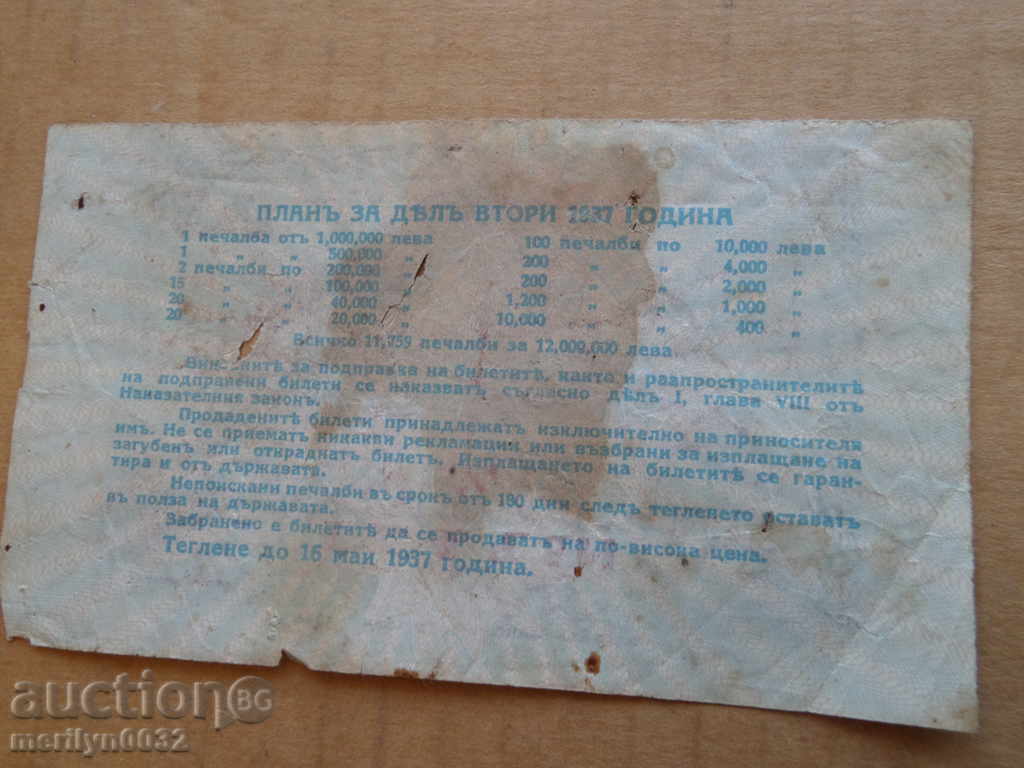 ПЛАНЪ ЗА ДѢЛЪ ВТОРИ 1937 ГОДИНА
1 печалба отъ 1,000,000 лева 100 печалби по 10,000 лева
1 „ „ 500,000 „ 200 „ „ 4,000 „
2 печалби по 200,000 „ 200 „ „ 2,000 „
15 „ „ 100,000 „ 1,200 „ „ 1,000 „
20 „ „ 40,000 „ 10,000 „ „ 400 „
20 „ „ 20,000 „
Всичко 11,759 печалби за 12,000,000 лева
Виновнитѣ за подправка на билетитѣ, както и разпространителитѣ
на подправени билети се наказватъ съгласно дѣлъ I, глава VIII отъ
Наказателния законъ.
Продаденитѣ билети принадлежатъ изключително на приносителя
имъ. Не се приематъ никакви рекламации или възбрани за изплащане на
загубенъ или откраднатъ билетъ. Изплащането на билетитѣ се гаран-
тира и отъ държавата.
Непоискани печалби въ срокъ отъ 180 дни следъ тегленето оставатъ
въ полза на държавата.
Забранено е билетитѣ да се продаватъ на по-висока цена.
Теглене до 16 май 1937 година.
auction BG
merilyn0032